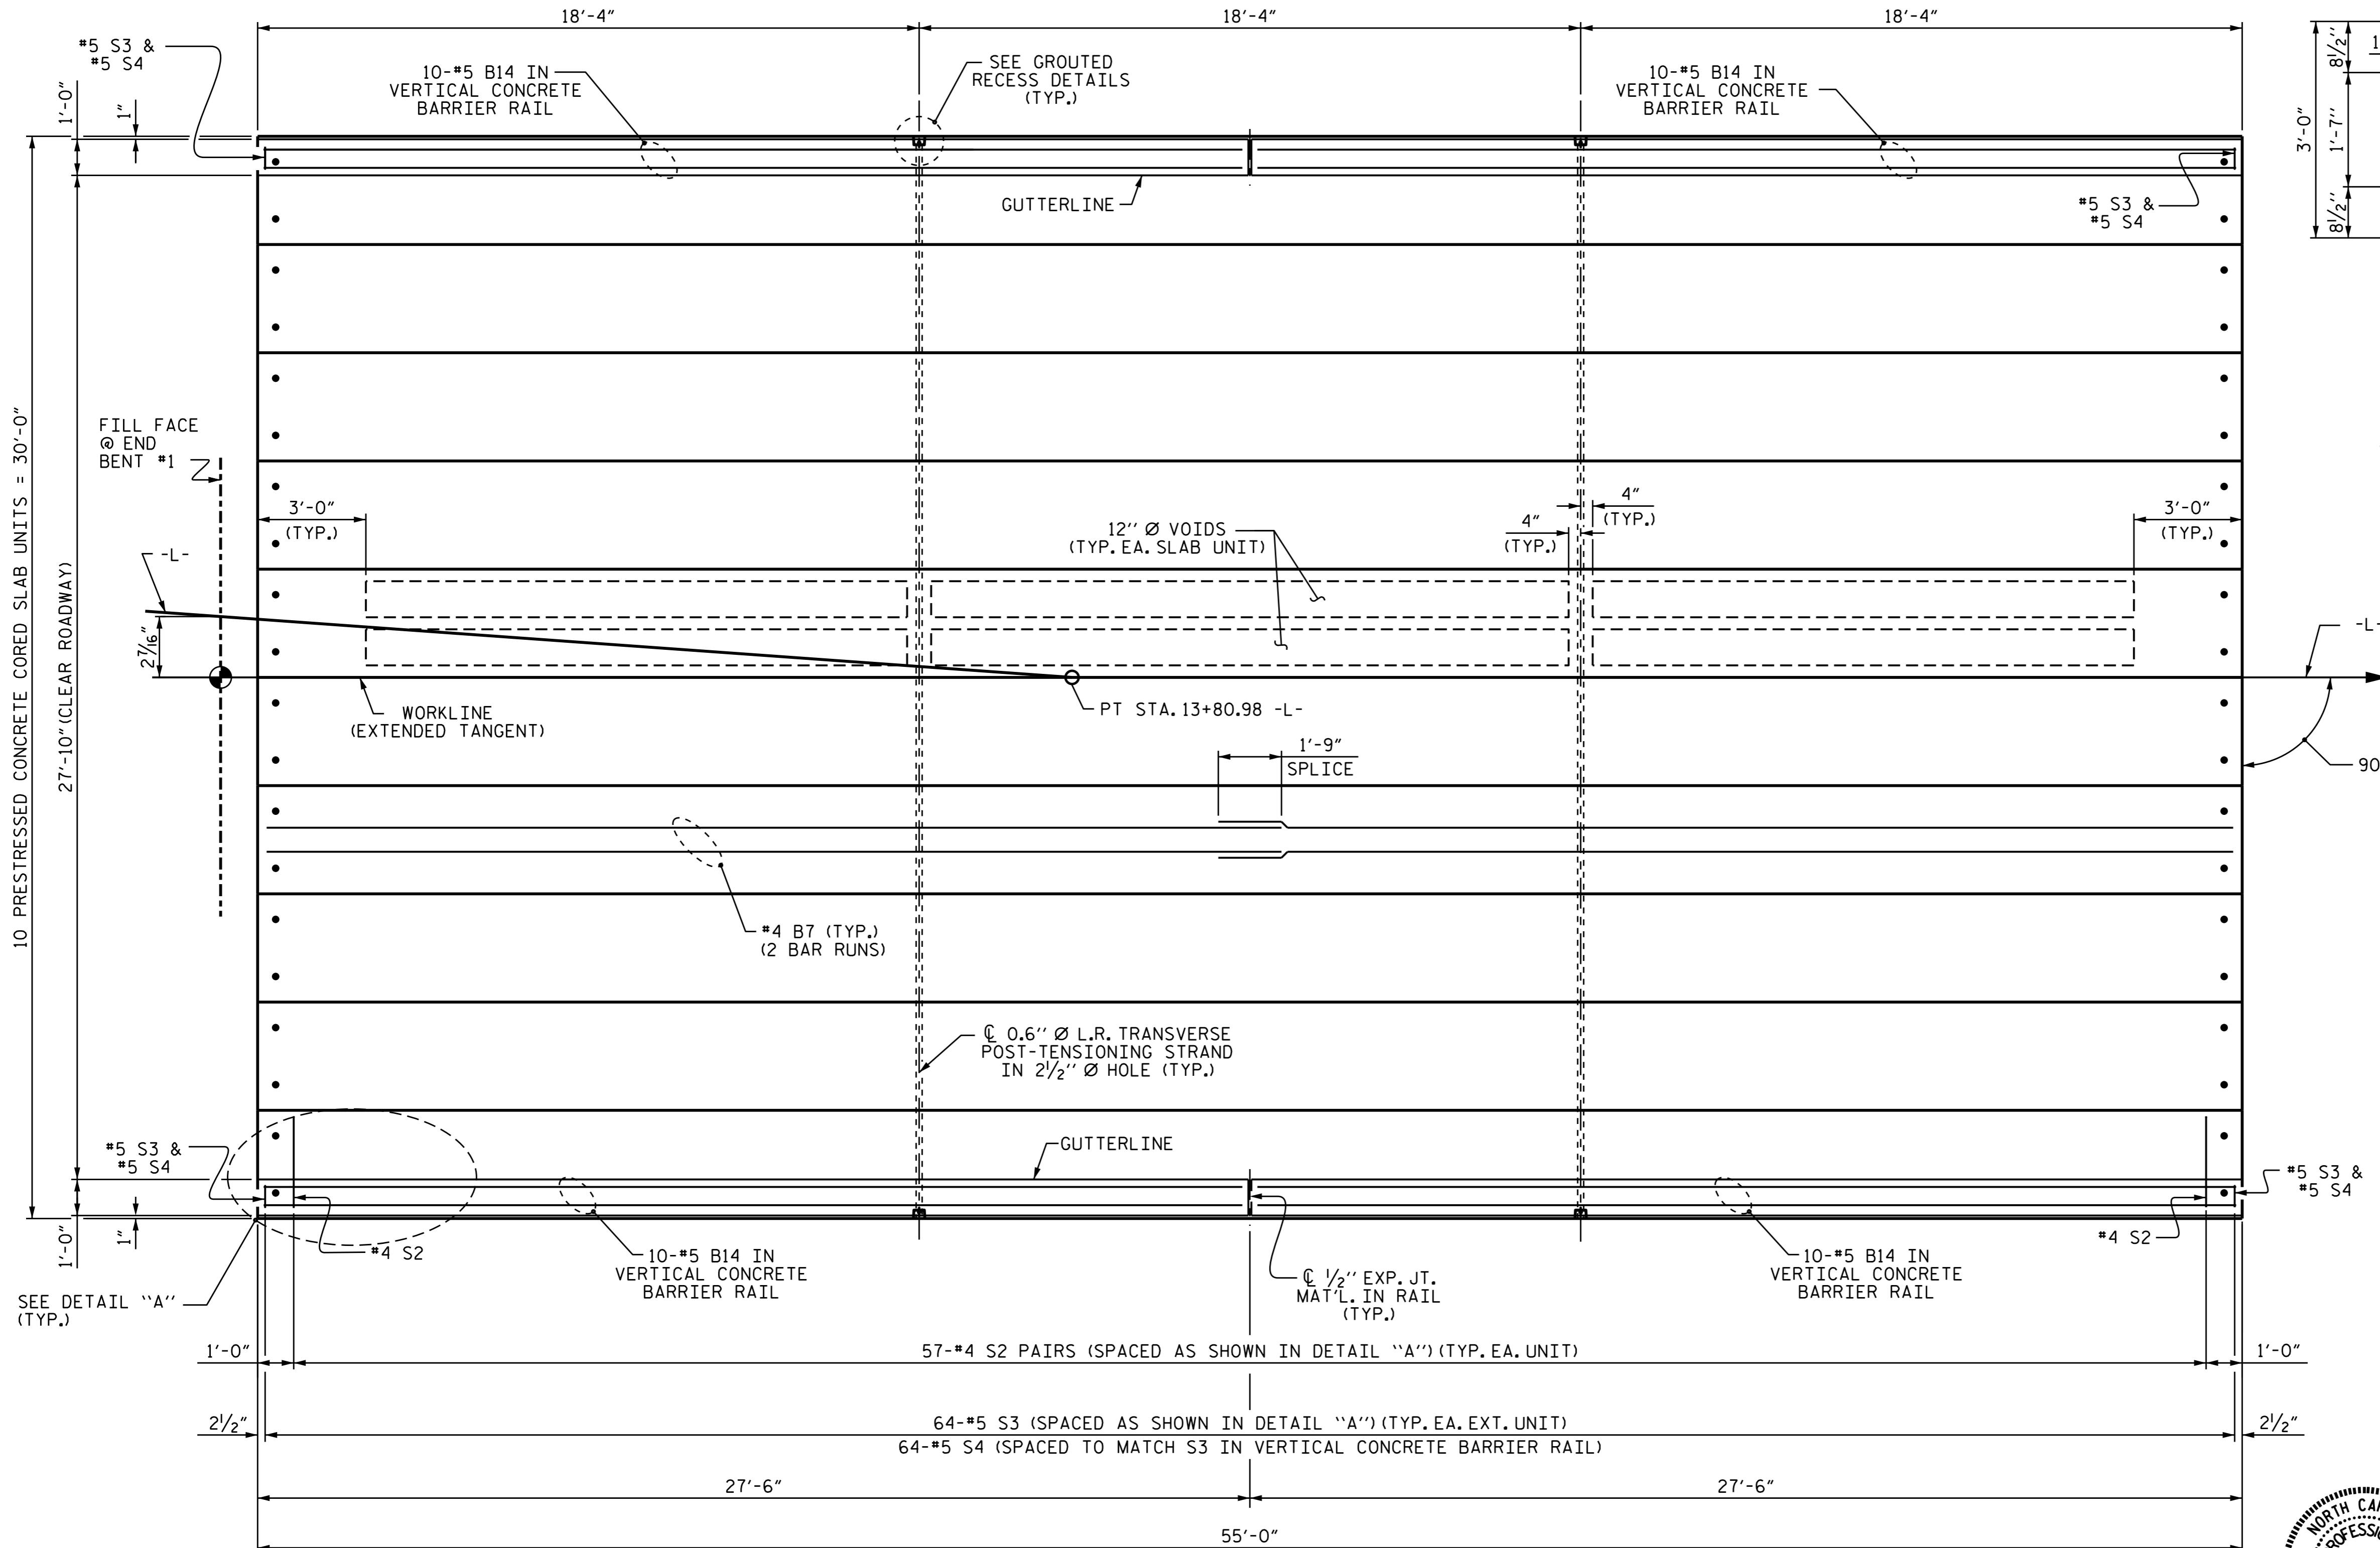 18'-4"
18'-4"
18'-4"
#5 S3 &
#5 S4
10-#5 B14 IN
VERTICAL CONCRETE
BARRIER RAIL
SEE GROUTED
RECESS DETAILS
(TYP.)
10-#5 B14 IN
VERTICAL CONCRETE
BARRIER RAIL
3'-0"
8½"
1'-7"
8½"
1
1'-0"
1"
GUTTERLINE
#5 S3 &
#5 S4
10 PRESTRESSED CONCRETE CORED SLAB UNITS = 30'-0"
27'-10"(CLEAR ROADWAY)
FILL FACE
@ END
BENT #1
3'-0"
(TYP.)
12'' Ø VOIDS
(TYP. EA. SLAB UNIT)
4"
(TYP.)
4"
(TYP.)
3'-0"
(TYP.)
-L-
2 7/16"
-L-
WORKLINE
(EXTENDED TANGENT)
PT STA. 13+80.98 -L-
1'-9"
SPLICE
90
#4 B7 (TYP.)
(2 BAR RUNS)
℄ 0.6'' Ø L.R. TRANSVERSE
POST-TENSIONING STRAND
IN 2½'' Ø HOLE (TYP.)
#5 S3 &
#5 S4
GUTTERLINE
#5 S3 &
#5 S4
1'-0"
1"
#4 S2
10-#5 B14 IN
VERTICAL CONCRETE
BARRIER RAIL
℄ ½'' EXP. JT.
MAT'L. IN RAIL
(TYP.)
10-#5 B14 IN
VERTICAL CONCRETE
BARRIER RAIL
#4 S2
SEE DETAIL ``A''
(TYP.)
1'-0"
57-#4 S2 PAIRS (SPACED AS SHOWN IN DETAIL ``A'') (TYP. EA. UNIT)
1'-0"
2½"
64-#5 S3 (SPACED AS SHOWN IN DETAIL ``A'') (TYP. EA. EXT. UNIT)
64-#5 S4 (SPACED TO MATCH S3 IN VERTICAL CONCRETE BARRIER RAIL)
2½"
27'-6"
27'-6"
55'-0"
NORTH CA